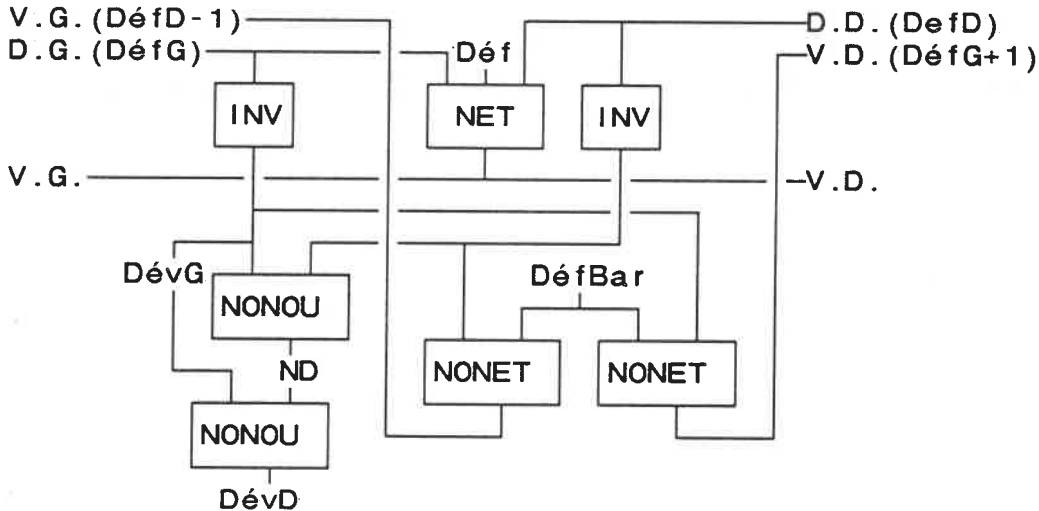 V.G.(DéfD-1)
D.D.(DefD)
D.G.(DéfG)
Déf
V.D.(DéfG+1)
INV
NET
INV
V.G.
V.D.
DévG
DéfBar
NONOU
ND
NONET
NONET
NONOU
DévD